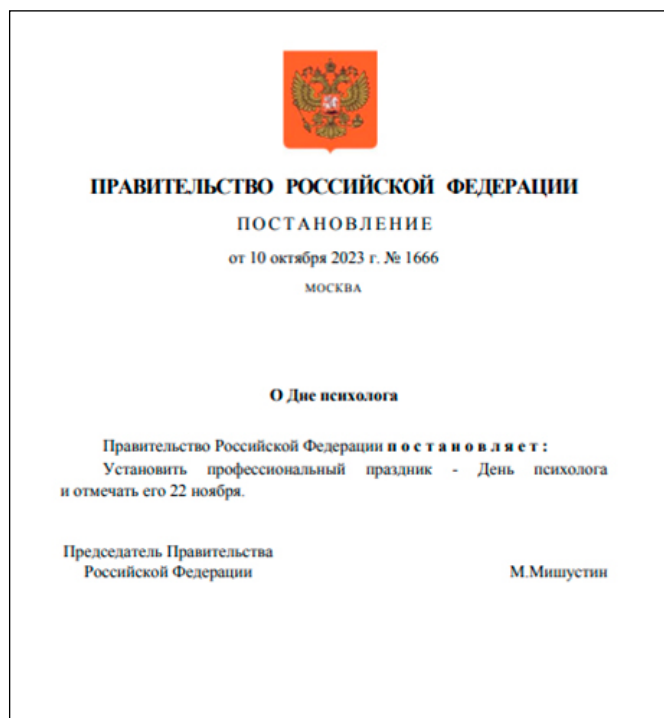 ПРАВИТЕЛЬСТВО РОССИЙСКОЙ ФЕДЕРАЦИИ
ПОСТАНОВЛЕНИЕ
от 10 октября 2023 г. № 1666
МОСКВА
О Дне психолога
Правительство Российской Федерации постановляет:
Установить профессиональный праздник - День психолога
и отмечать его 22 ноября.
Председатель Правительства
Российской Федерации М.Мишустин